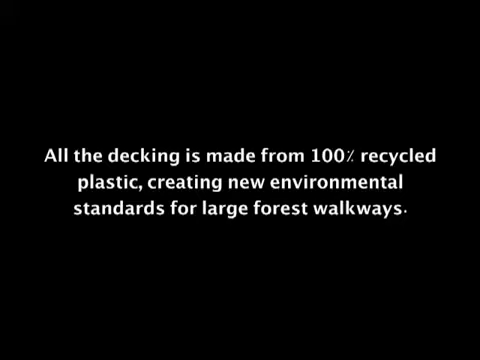 All the decking is made from 100% recycled
plastic, creating new environmental
standards for large forest walkways.